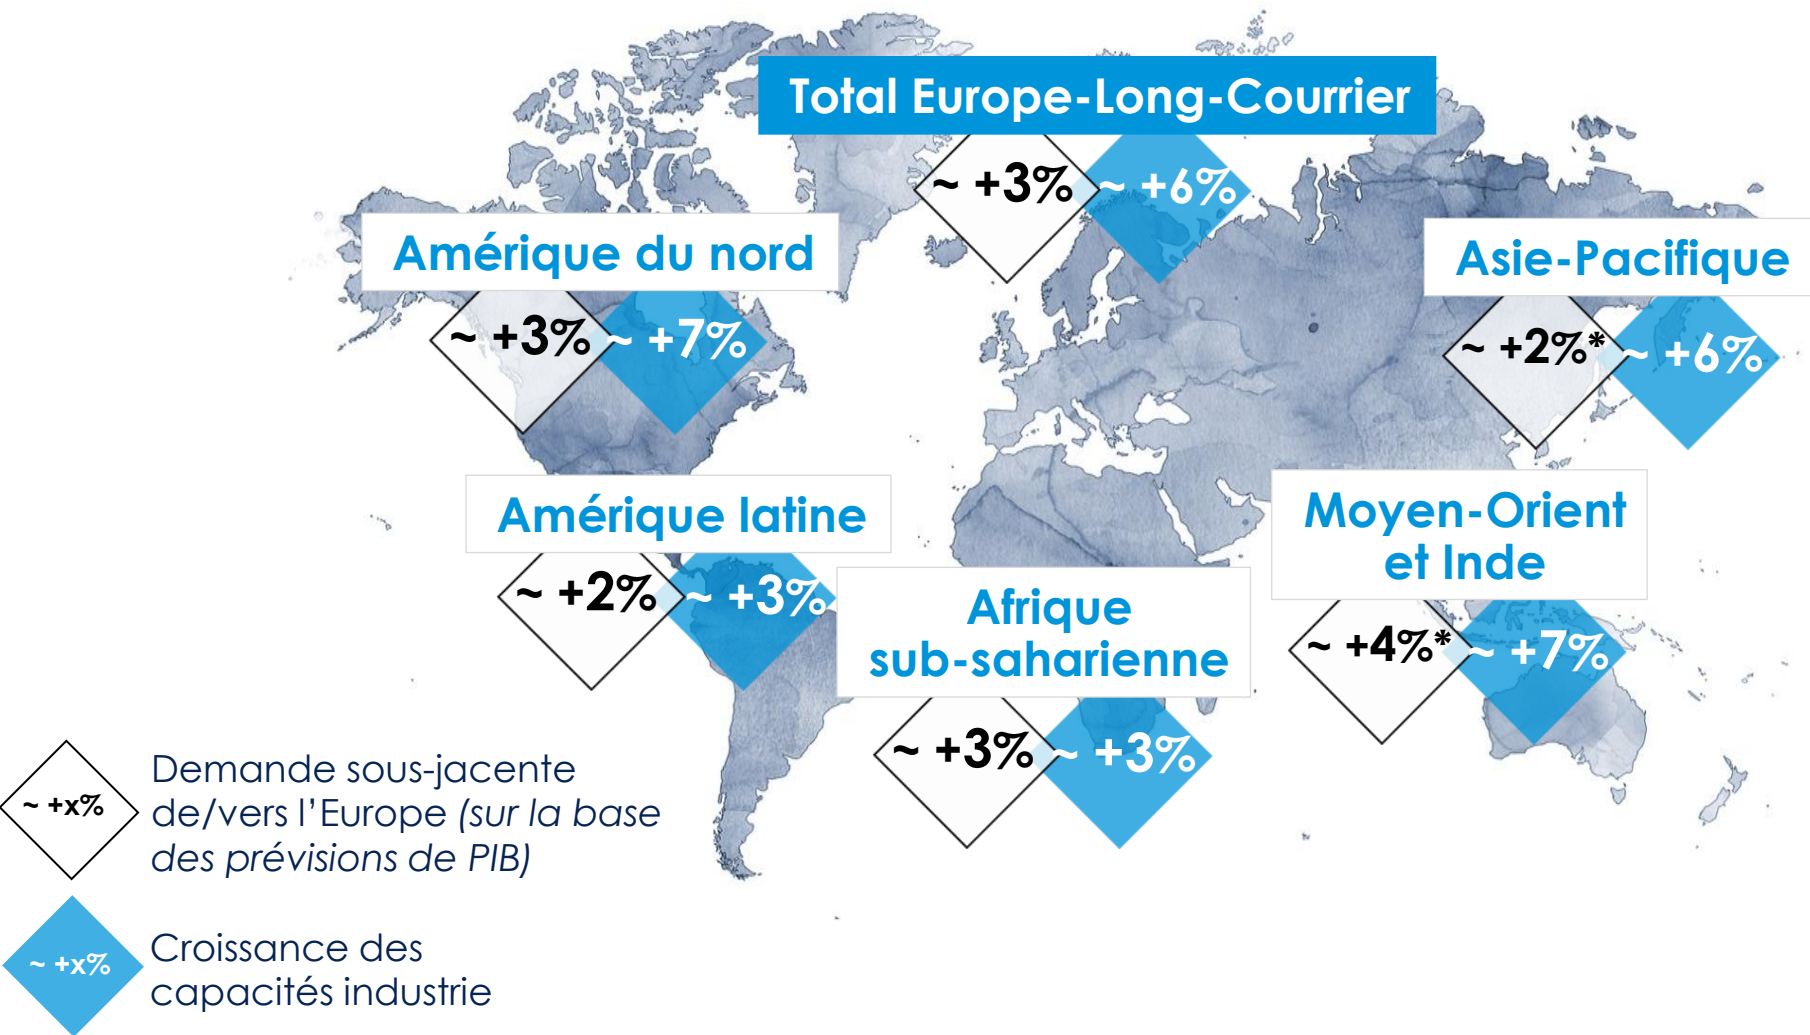 Total Europe-Long-Courrier
~ +3% ~ +6%
Amérique du nord
~ +3% ~ +7%
Asie-Pacifique
~ +2%* ~ +6%
Amérique latine
~ +2% ~ +3%
Moyen-Orient
et Inde
~ +4%* ~ +7%
Afrique
sub-saharienne
~ +3% ~ +3%
~ +x%
Demande sous-jacente
de/vers l’Europe (sur la base
des prévisions de PIB)
~ +x%
Croissance des
capacités industrie